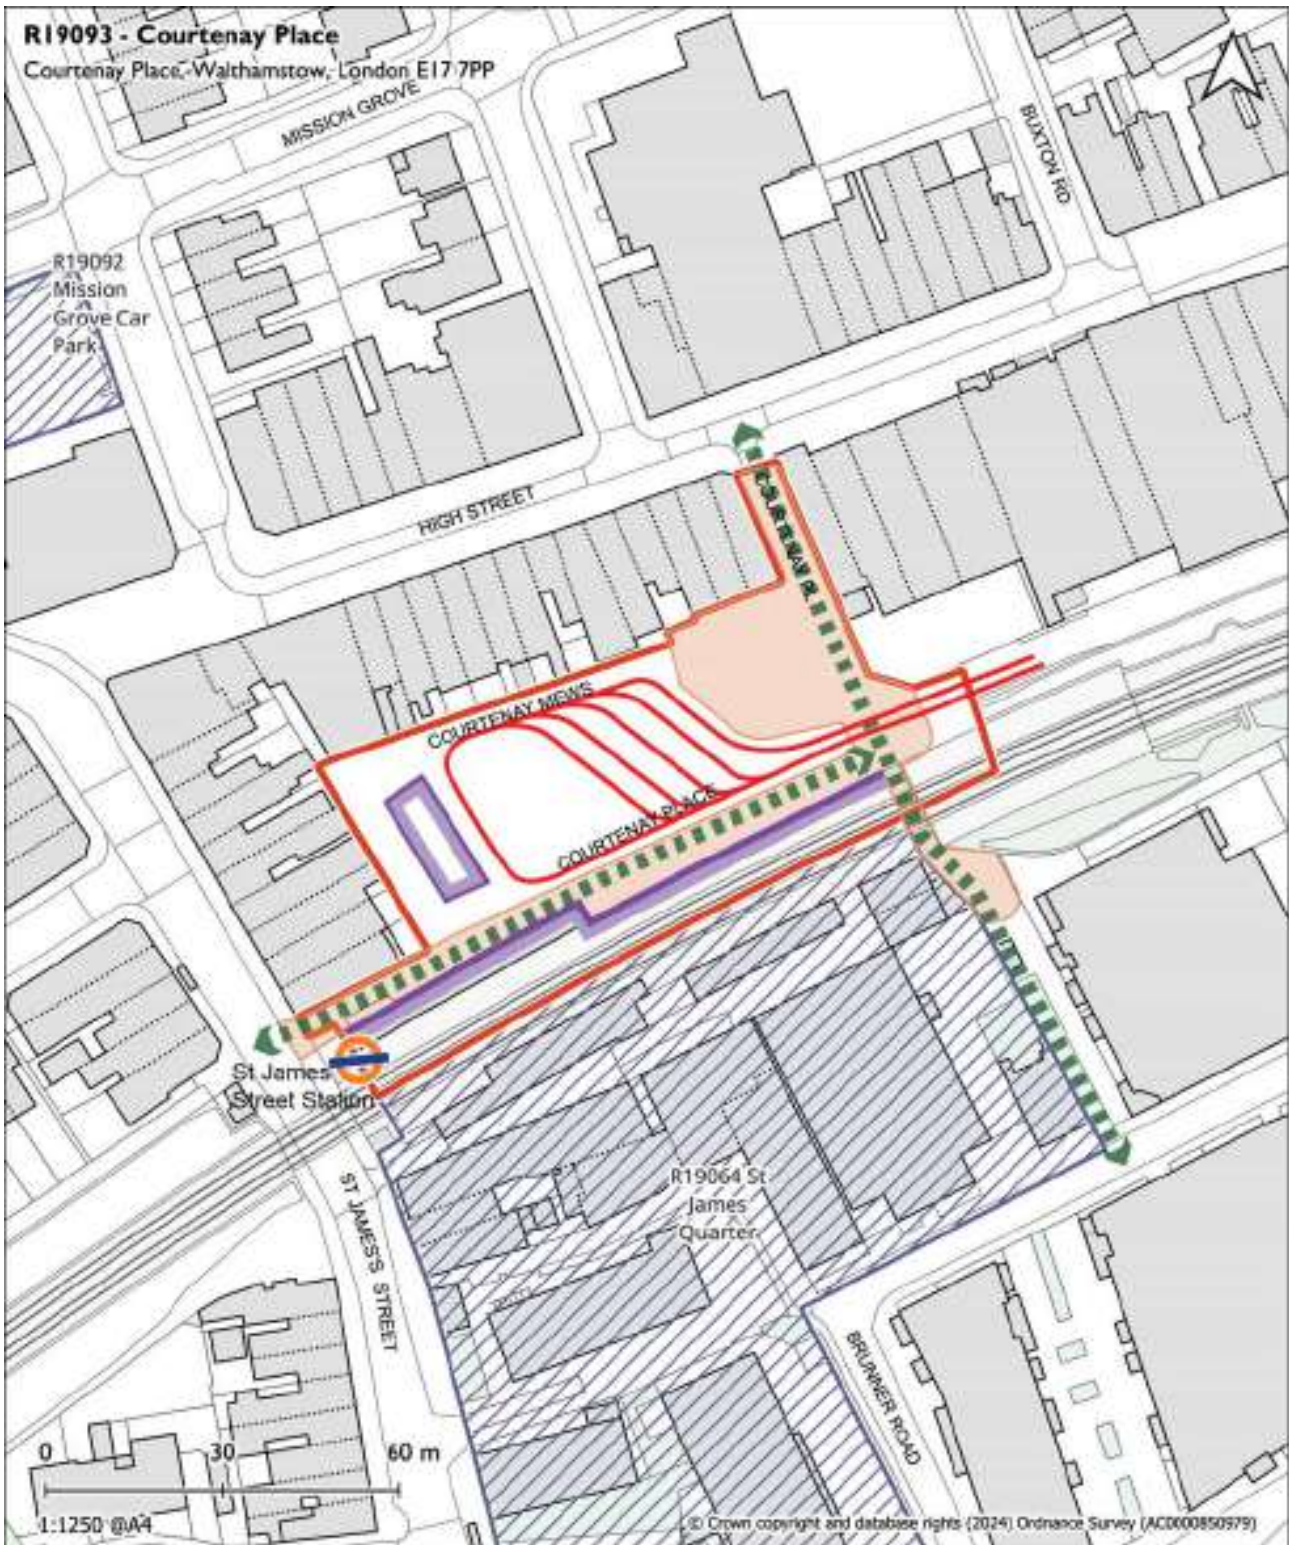 R19093 - Courtenay Place
Courtenay Place, Walthamstow, London E17 7PP
MISSION GROVE
BUXTON RD
R19092
Mission
Grove Car
Park
HIGH STREET
COURTENAY PL
COURTENAY MEWS
COURTENAY PLACE
St James
Street Station
ST JAMES'S STREET
R19064 St
James
Quarter
BRUNNER ROAD
0 30 60 m
1:1250 @A4
© Crown copyright and database rights (2024) Ordnance Survey (AC0000850979)